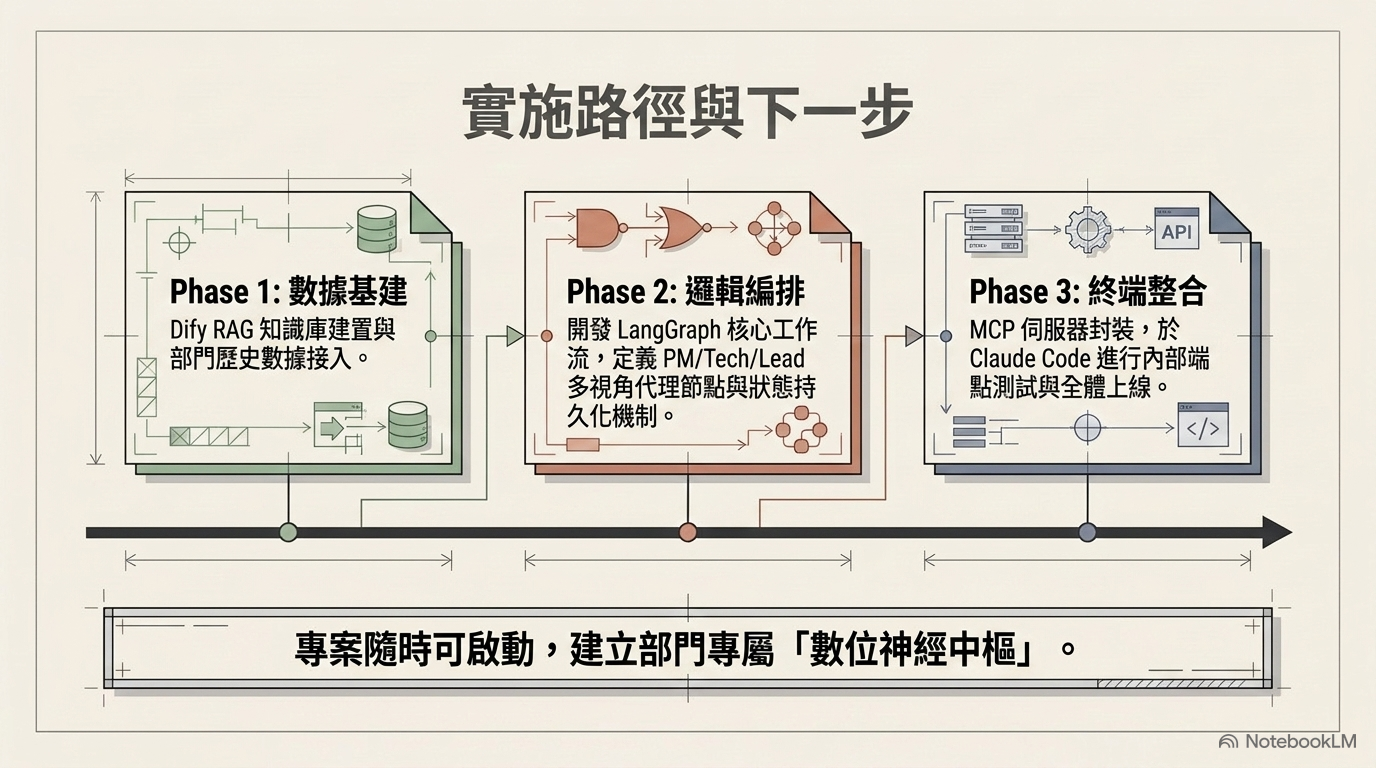 實施路徑與下一步
Phase 1: 數據基建
Dify RAG 知識庫建置與
部門歷史數據接入。
Phase 2: 邏輯編排
開發 LangGraph 核心工作
流，定義 PM/Tech/Lead
多視角代理節點與狀態持
久化機制。
API
Phase 3: 終端整合
MCP 伺服器封裝，於
Claude Code 進行內部端
點測試與全體上線。
</>
專案隨時可啟動，建立部門專屬「數位神經中樞」。
NotebookLM